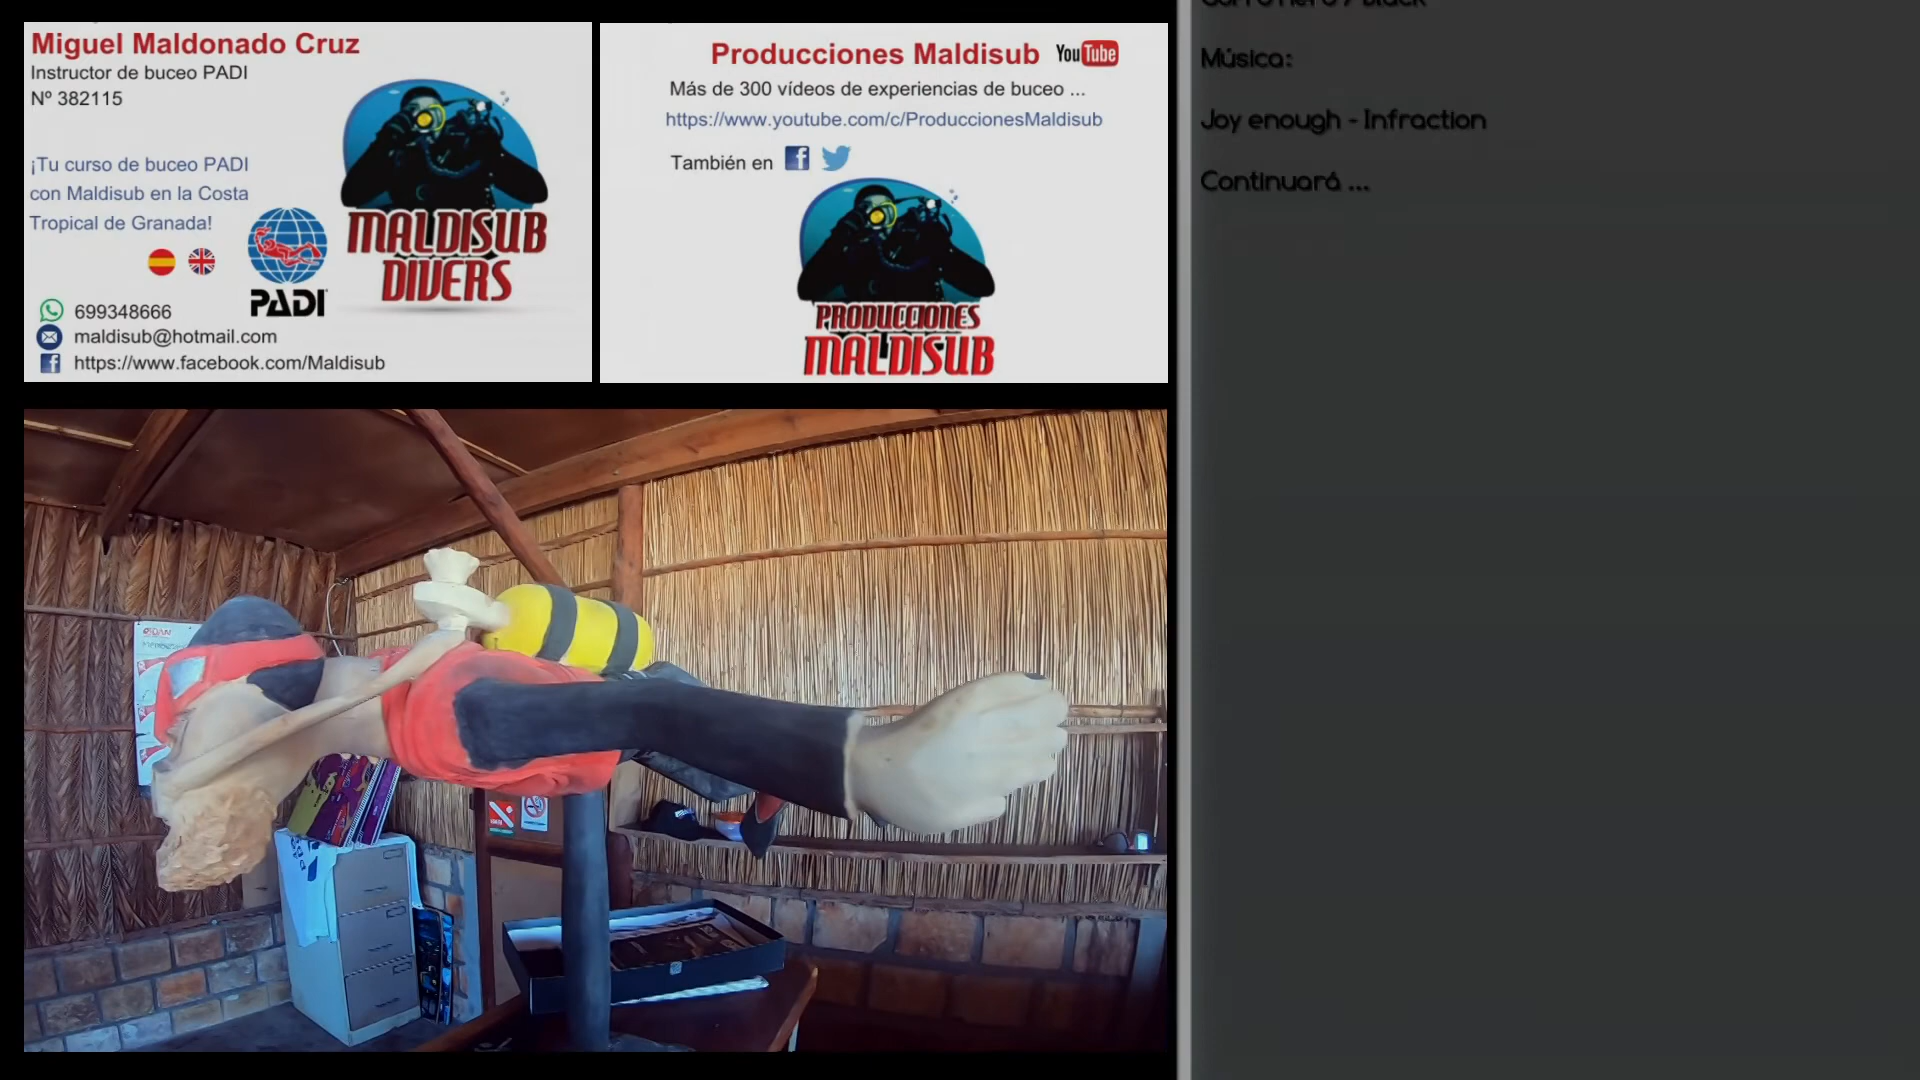 Miguel Maldonado Cruz
Instructor de buceo PADI
Nº 382115
¡Tu curso de buceo PADI
con Maldisub en la Costa
Tropical de Granada!
PADI
MALDISUB
DIVERS
699348666
maldisub@hotmail.com
https://www.facebook.com/Maldisub
Producciones Maldisub YouTube
Más de 300 vídeos de experiencias de buceo ...
https://www.youtube.com/c/ProduccionesMaldisub
También en
PRODUCCIONES
MALDISUB
DAN
Música:
Joy enough - Infraction
Continuará ...